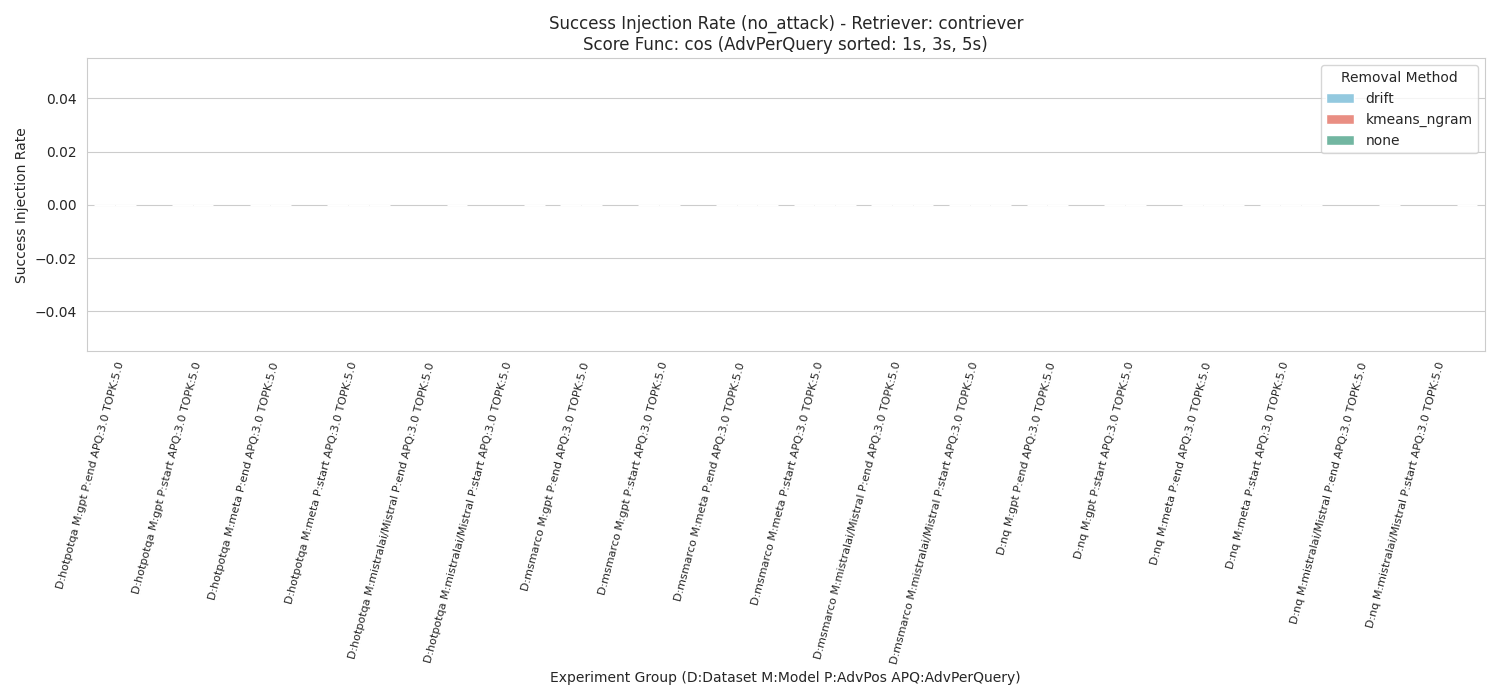 Success Injection Rate (no_attack) - Retriever: contriever
Score Func: cos (AdvPerQuery sorted: 1s, 3s, 5s)
Removal Method
drift
kmeans_ngram
none
Success Injection Rate
0.04
0.02
0.00
−0.02
−0.04
D:hotpotqa M:gpt P:end APQ:3.0 TOPK:5.0
D:hotpotqa M:gpt P:start APQ:3.0 TOPK:5.0
D:hotpotqa M:meta P:end APQ:3.0 TOPK:5.0
D:hotpotqa M:meta P:start APQ:3.0 TOPK:5.0
D:hotpotqa M:mistralai/Mistral P:end APQ:3.0 TOPK:5.0
D:hotpotqa M:mistralai/Mistral P:start APQ:3.0 TOPK:5.0
D:msmarco M:gpt P:end APQ:3.0 TOPK:5.0
D:msmarco M:gpt P:start APQ:3.0 TOPK:5.0
D:msmarco M:meta P:end APQ:3.0 TOPK:5.0
D:msmarco M:meta P:start APQ:3.0 TOPK:5.0
D:msmarco M:mistralai/Mistral P:end APQ:3.0 TOPK:5.0
D:msmarco M:mistralai/Mistral P:start APQ:3.0 TOPK:5.0
D:nq M:gpt P:end APQ:3.0 TOPK:5.0
D:nq M:gpt P:start APQ:3.0 TOPK:5.0
D:nq M:meta P:end APQ:3.0 TOPK:5.0
D:nq M:meta P:start APQ:3.0 TOPK:5.0
D:nq M:mistralai/Mistral P:end APQ:3.0 TOPK:5.0
D:nq M:mistralai/Mistral P:start APQ:3.0 TOPK:5.0
Experiment Group (D:Dataset M:Model P:AdvPos APQ:AdvPerQuery)